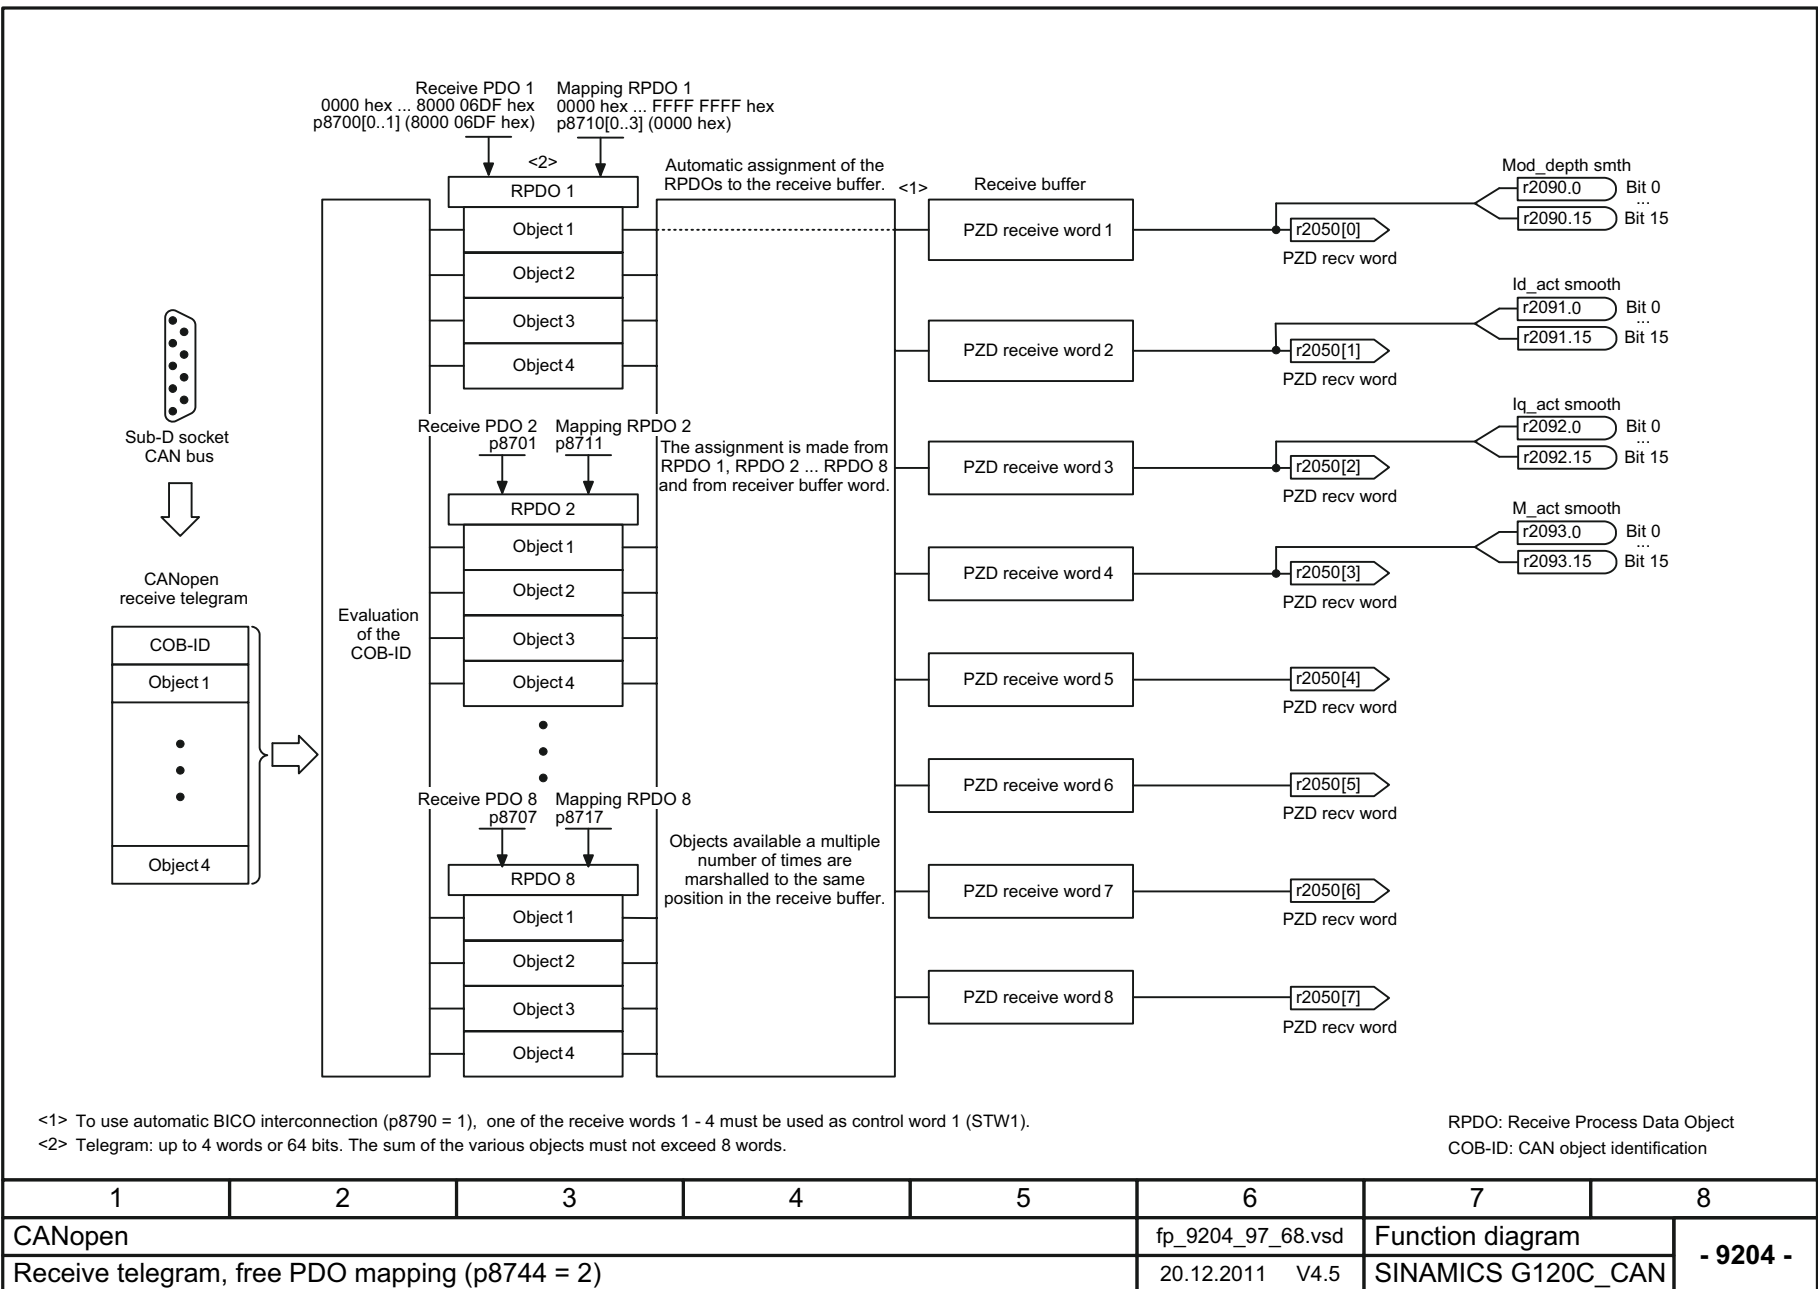 Receive PDO 1
0000 hex ... 8000 06DF hex
p8700[0..1] (8000 06DF hex)
Mapping RPDO 1
0000 hex ... FFFF FFFF hex
p8710[0..3] (0000 hex)
<2>
RPDO 1
Object 1
Object 2
Object 3
Object 4
Automatic assignment of the
RPDOs to the receive buffer.
<1>
Receive buffer
PZD receive word 1
r2050[0]
PZD recv word
Mod_depth smth
r2090.0
Bit 0
...
r2090.15
Bit 15
PZD receive word 2
r2050[1]
PZD recv word
Id_act smooth
r2091.0
Bit 0
...
r2091.15
Bit 15
Sub-D socket
CAN bus
CANopen
receive telegram
COB-ID
Object 1
Object 4
Evaluation
of the
COB-ID
Receive PDO 2
p8701
Mapping RPDO 2
p8711
RPDO 2
Object 1
Object 2
Object 3
Object 4
The assignment is made from
RPDO 1, RPDO 2 ... RPDO 8
and from receiver buffer word.
PZD receive word 3
r2050[2]
PZD recv word
Iq_act smooth
r2092.0
Bit 0
...
r2092.15
Bit 15
PZD receive word 4
r2050[3]
PZD recv word
M_act smooth
r2093.0
Bit 0
...
r2093.15
Bit 15
PZD receive word 5
r2050[4]
PZD recv word
PZD receive word 6
r2050[5]
PZD recv word
Receive PDO 8
p8707
Mapping RPDO 8
p8717
RPDO 8
Object 1
Object 2
Object 3
Object 4
Objects available a multiple
number of times are
marshalled to the same
position in the receive buffer.
PZD receive word 7
r2050[6]
PZD recv word
PZD receive word 8
r2050[7]
PZD recv word
<1> To use automatic BICO interconnection (p8790 = 1), one of the receive words 1 - 4 must be used as control word 1 (STW1).
<2> Telegram: up to 4 words or 64 bits. The sum of the various objects must not exceed 8 words.
RPDO: Receive Process Data Object
COB-ID: CAN object identification
1 2 3 4 5 6 7 8
CANopen
fp_9204_97_68.vsd
Function diagram
- 9204 -
Receive telegram, free PDO mapping (p8744 = 2)
20.12.2011 V4.5
SINAMICS G120C_CAN